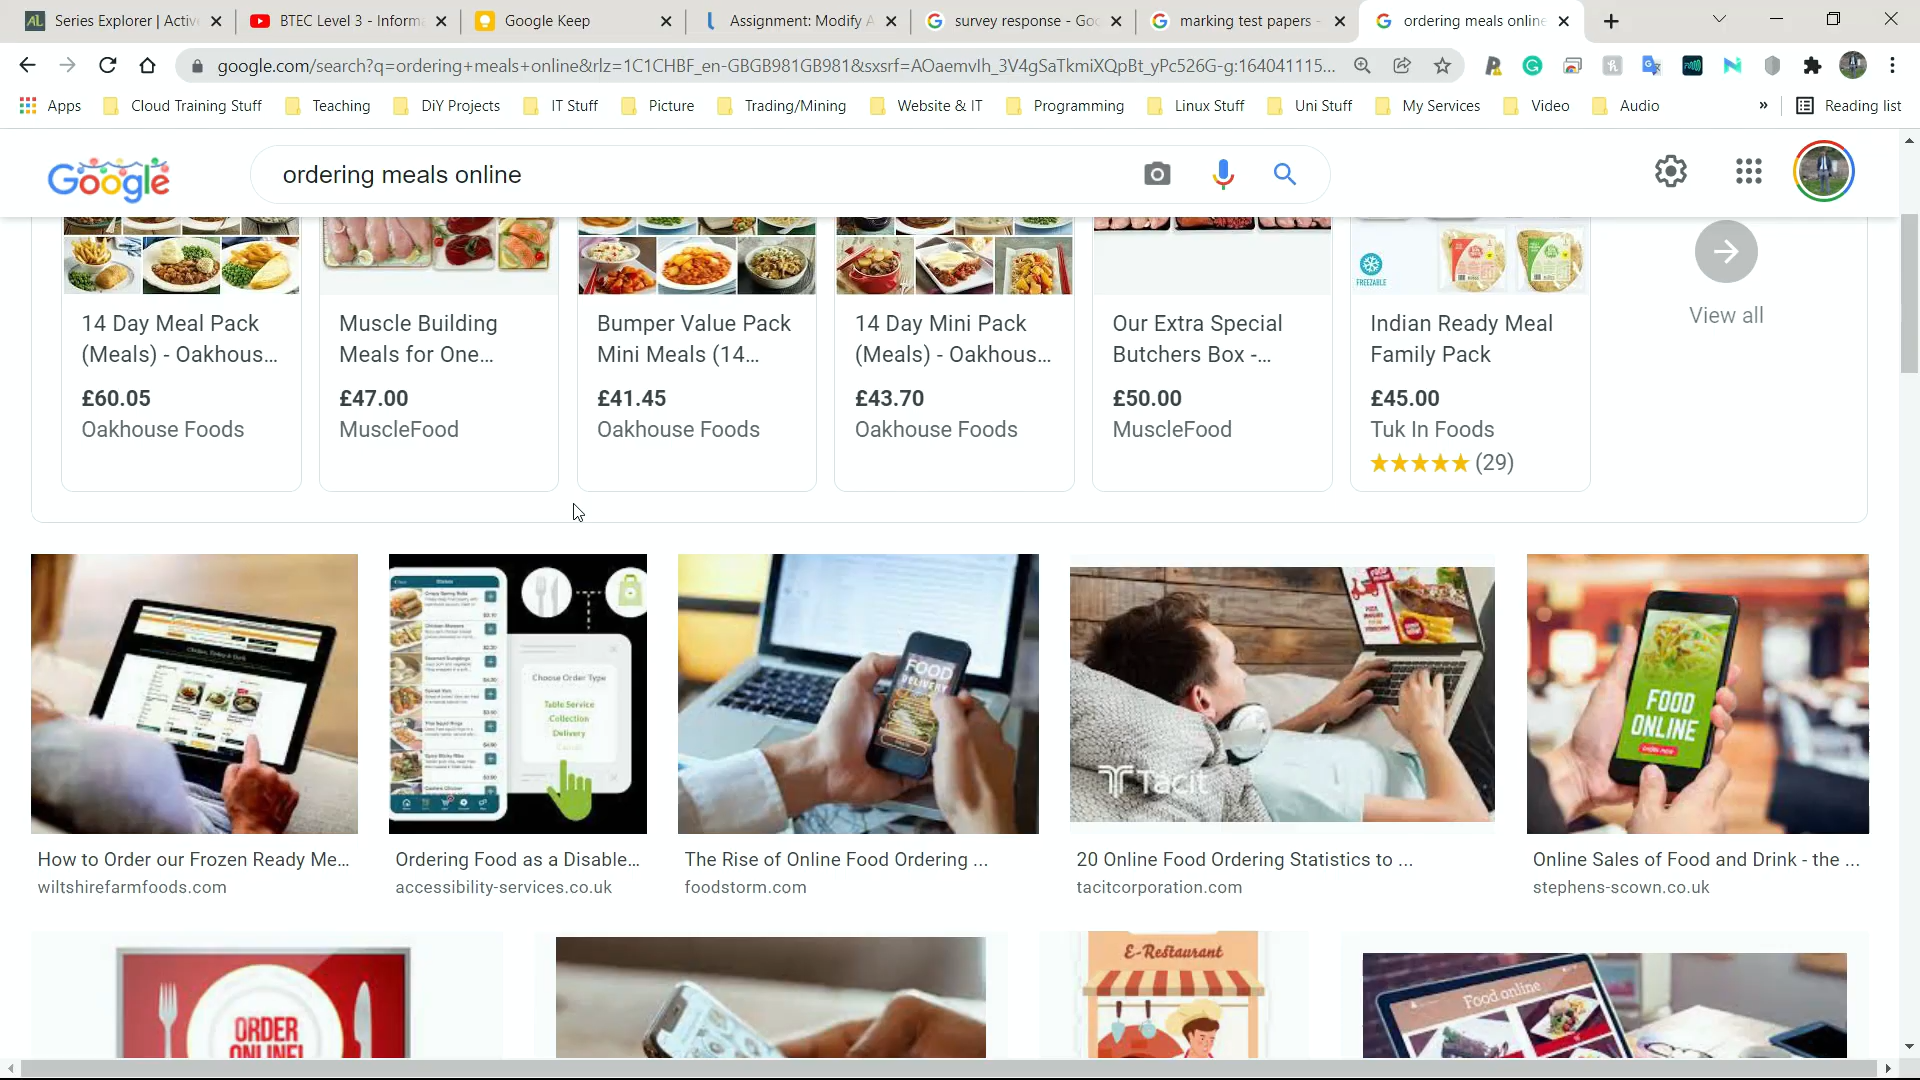 Series Explorer | Activ
BTEC Level 3 - Informa
Google Keep
Assignment: Modify A
survey response - Goo
marking test papers -
ordering meals online
google.com/search?q=ordering+meals+online&rlz=1C1CHBF_en-GBGB981GB981&sxsrf=AOaemvIh_3V4gSaTkmiXQpBt_yPc526G-g:164041115...
Apps
Cloud Training Stuff
Teaching
DiY Projects
IT Stuff
Picture
Trading/Mining
Website & IT
Programming
Linux Stuff
Uni Stuff
My Services
Video
Audio
»
Reading list
Google
ordering meals online
FREEZABLE
14 Day Meal Pack
(Meals) - Oakhous...
£60.05
Oakhouse Foods
Muscle Building
Meals for One...
£47.00
MuscleFood
Bumper Value Pack
Mini Meals (14...
£41.45
Oakhouse Foods
14 Day Mini Pack
(Meals) - Oakhous...
£43.70
Oakhouse Foods
Our Extra Special
Butchers Box -...
£50.00
MuscleFood
Indian Ready Meal
Family Pack
£45.00
Tuk In Foods
(29)
View all
Choose Order Type
Table Service
Collection
Delivery
FOOD
DELIVERY
Tacit
FOOD
ONLINE
How to Order our Frozen Ready Me...
wiltshirefarmfoods.com
Ordering Food as a Disable...
accessibility-services.co.uk
The Rise of Online Food Ordering ...
foodstorm.com
20 Online Food Ordering Statistics to ...
tacitcorporation.com
Online Sales of Food and Drink - the ...
stephens-scown.co.uk
ORDER
ONLINE!
E-Restaurant
Food online